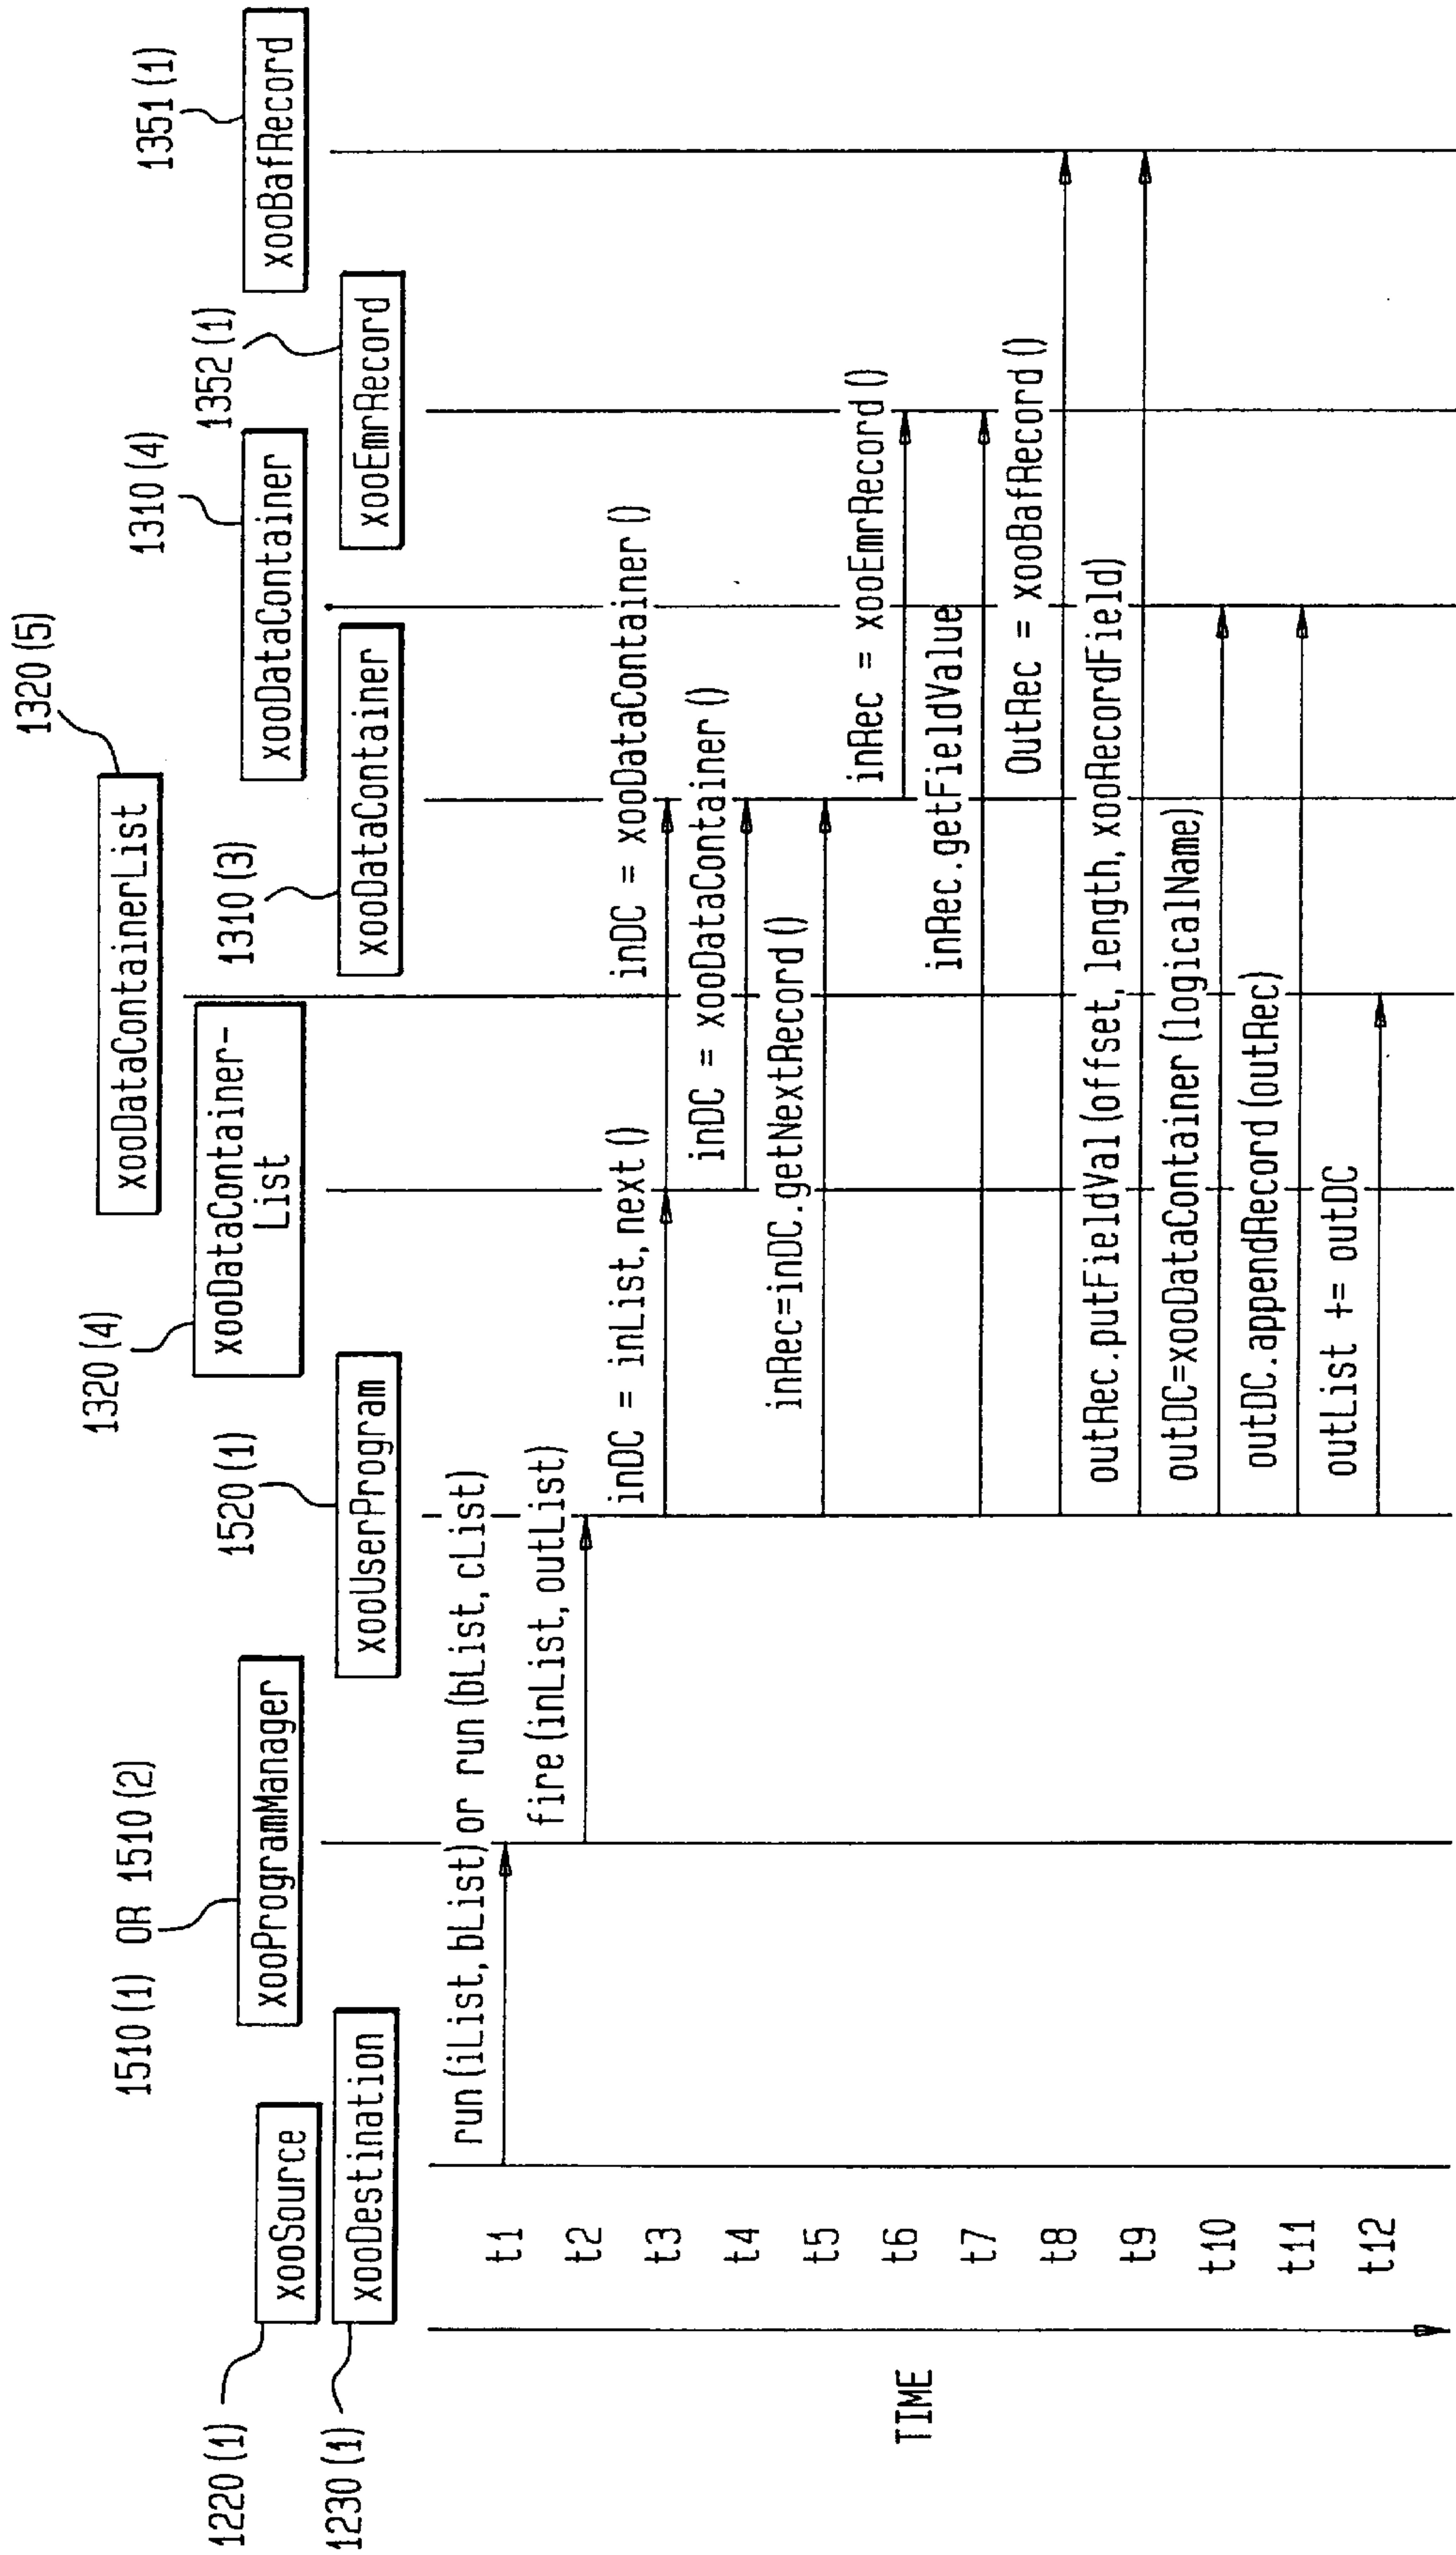 1320 (5)
xooDataContainerList
1320 (4)
xooDataContainer-
List
1510 (1) OR 1510 (2)
xooProgramManager
1310 (4)
xooDataContainer
1351 (1)
xooBafRecord
1220 (1)
xooSource
1230 (1)
xooDestination
1520 (1)
xooUserProgram
1310 (3)
xooDataContainer
1352 (1)
xooEmrRecord
TIME
t1
run (iList, bList) or run (bList, cList)
t2
fire (inList, outList)
t3
inDC = inList, next ()
inDC = xooDataContainer ()
t4
inDC = xooDataContainer ()
t5
inRec=inDC.getNextRecord ()
t6
inRec = xooEmrRecord ()
t7
inRec.getFieldValue
t8
OutRec = xooBafRecord ()
t9
outRec.putFieldVal (offset, length, xooRecordField)
t10
outDC=xooDataContainer (logicalName)
t11
outDC.appendRecord (outRec)
t12
outList += outDC